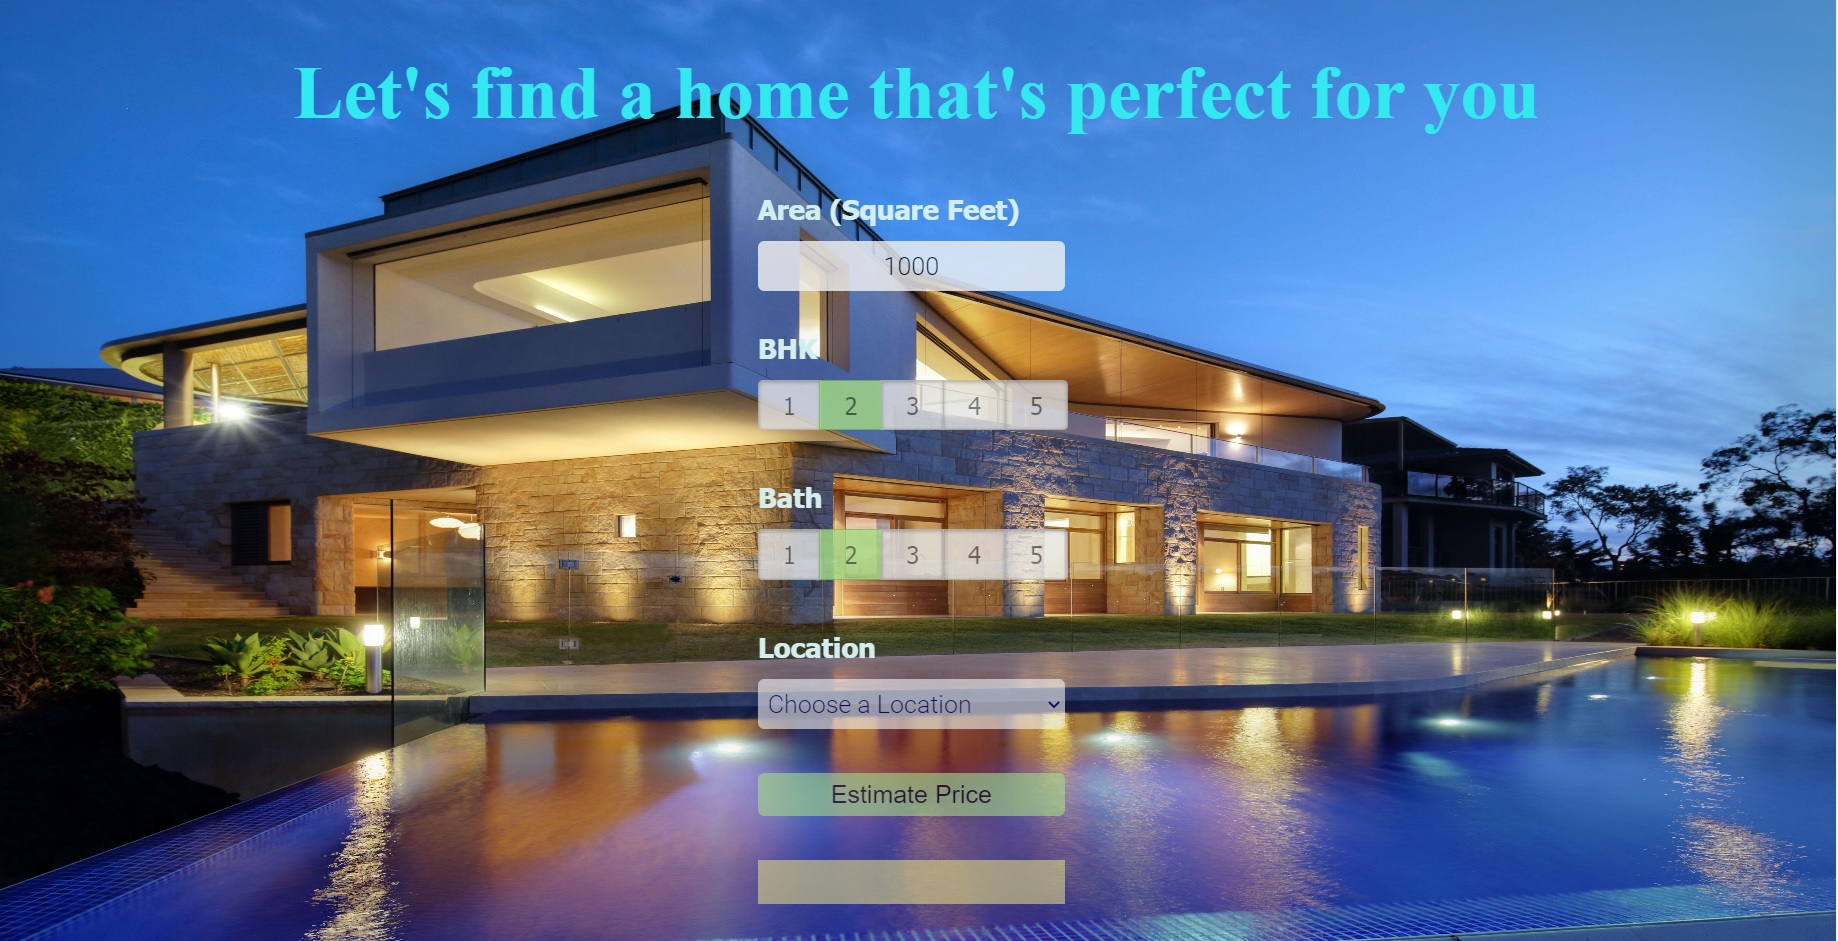 Let's find a home that's perfect for you
Area (Square Feet)
1000
BHK
1 2 3 4 5
Bath
1 2 3 4 5
Location
Choose a Location
Estimate Price